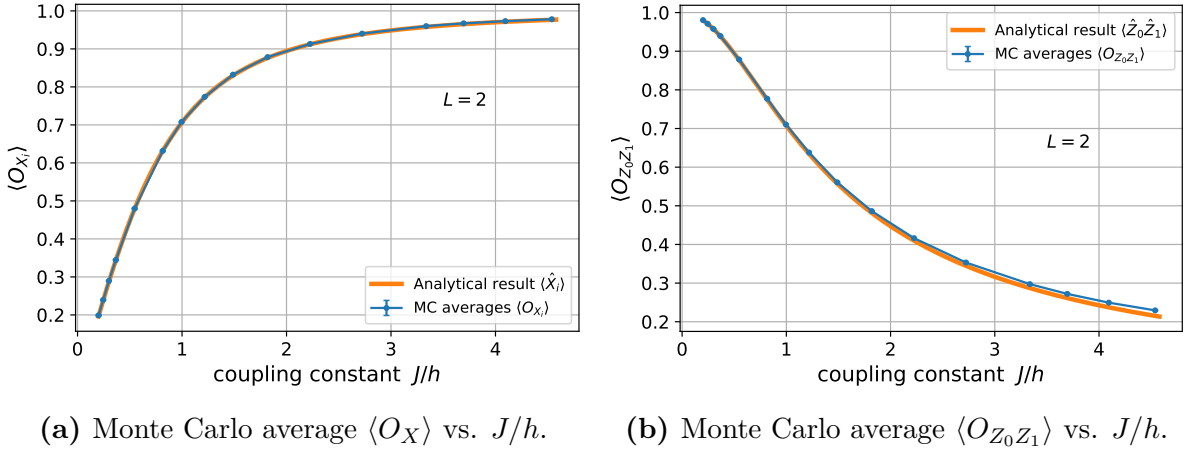 1.0
0.9
0.8
0.7
0.6
0.5
0.4
0.3
0.2
⟨O_{X_i}⟩
L = 2
Analytical result ⟨X̂_i⟩
MC averages ⟨O_{X_i}⟩
0 1 2 3 4
coupling constant J/h
(a) Monte Carlo average ⟨O_X⟩ vs. J/h.
1.0
0.9
0.8
0.7
0.6
0.5
0.4
0.3
0.2
⟨O_{Z_0Z_1}⟩
Analytical result ⟨Ẑ_0Ẑ_1⟩
MC averages ⟨O_{Z_0Z_1}⟩
L = 2
0 1 2 3 4
coupling constant J/h
(b) Monte Carlo average ⟨O_{Z_0Z_1}⟩ vs. J/h.